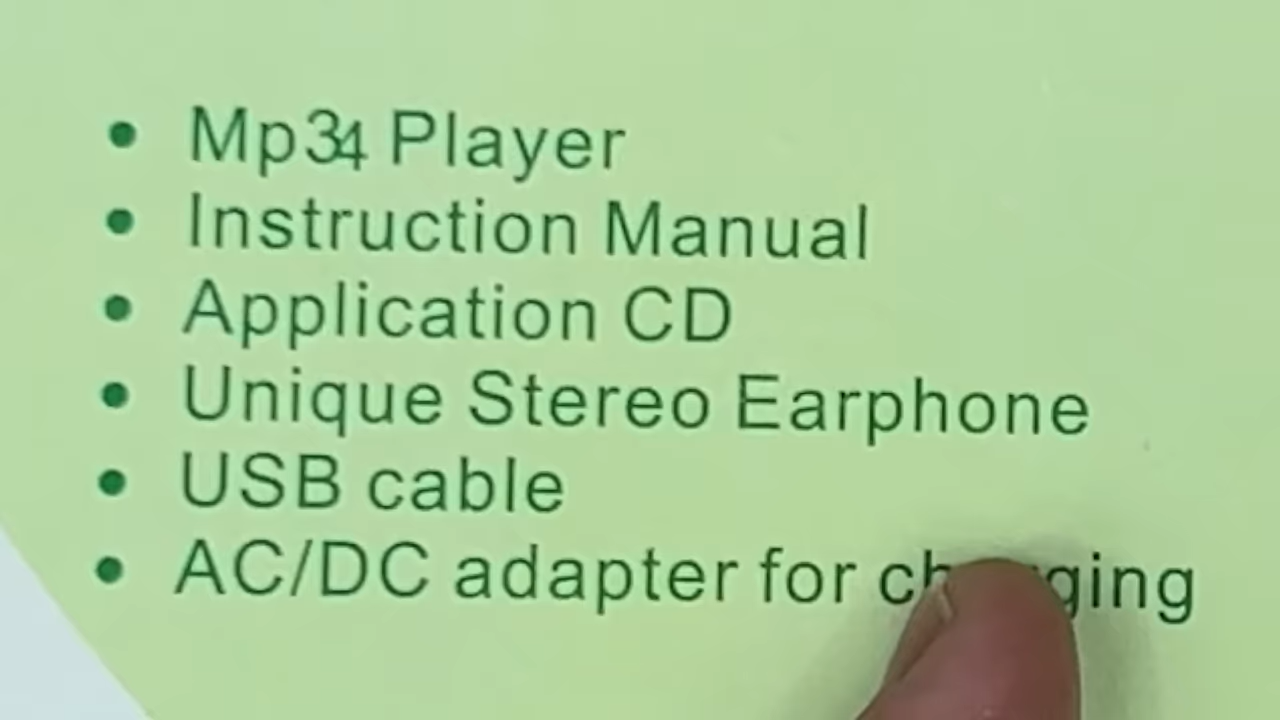 • Mp34 Player
• Instruction Manual
• Application CD
• Unique Stereo Earphone
• USB cable
• AC/DC adapter for